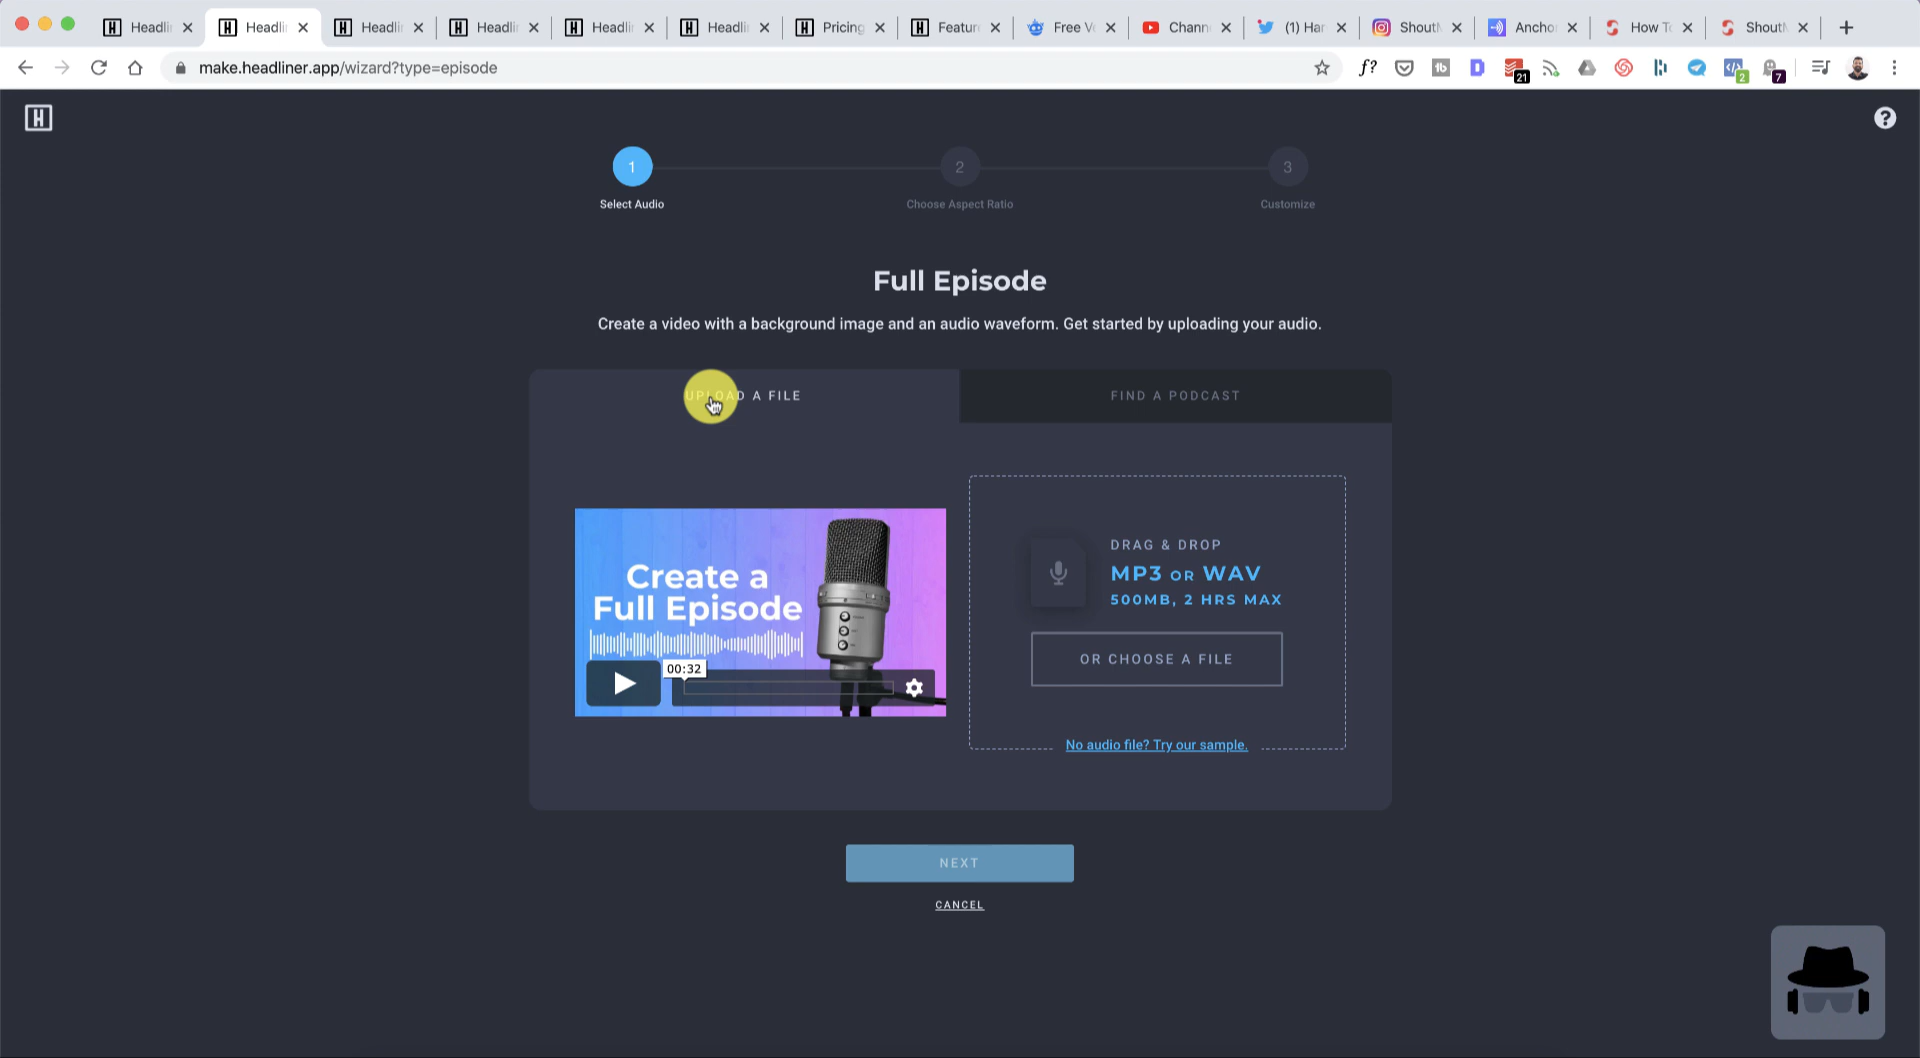 Headli
Headli
Headli
Headli
Headli
Headli
Pricing
Featur
Free V
Chann
(1) Har
Shout
Ancho
How T
Shout
make.headliner.app/wizard?type=episode
f?
21
2
7
H
?
1
2
3
Select Audio
Choose Aspect Ratio
Customize
Full Episode
Create a video with a background image and an audio waveform. Get started by uploading your audio.
UPLOAD A FILE
FIND A PODCAST
Create a
Full Episode
00:32
DRAG & DROP
MP3 OR WAV
500MB, 2 HRS MAX
OR CHOOSE A FILE
No audio file? Try our sample.
NEXT
CANCEL